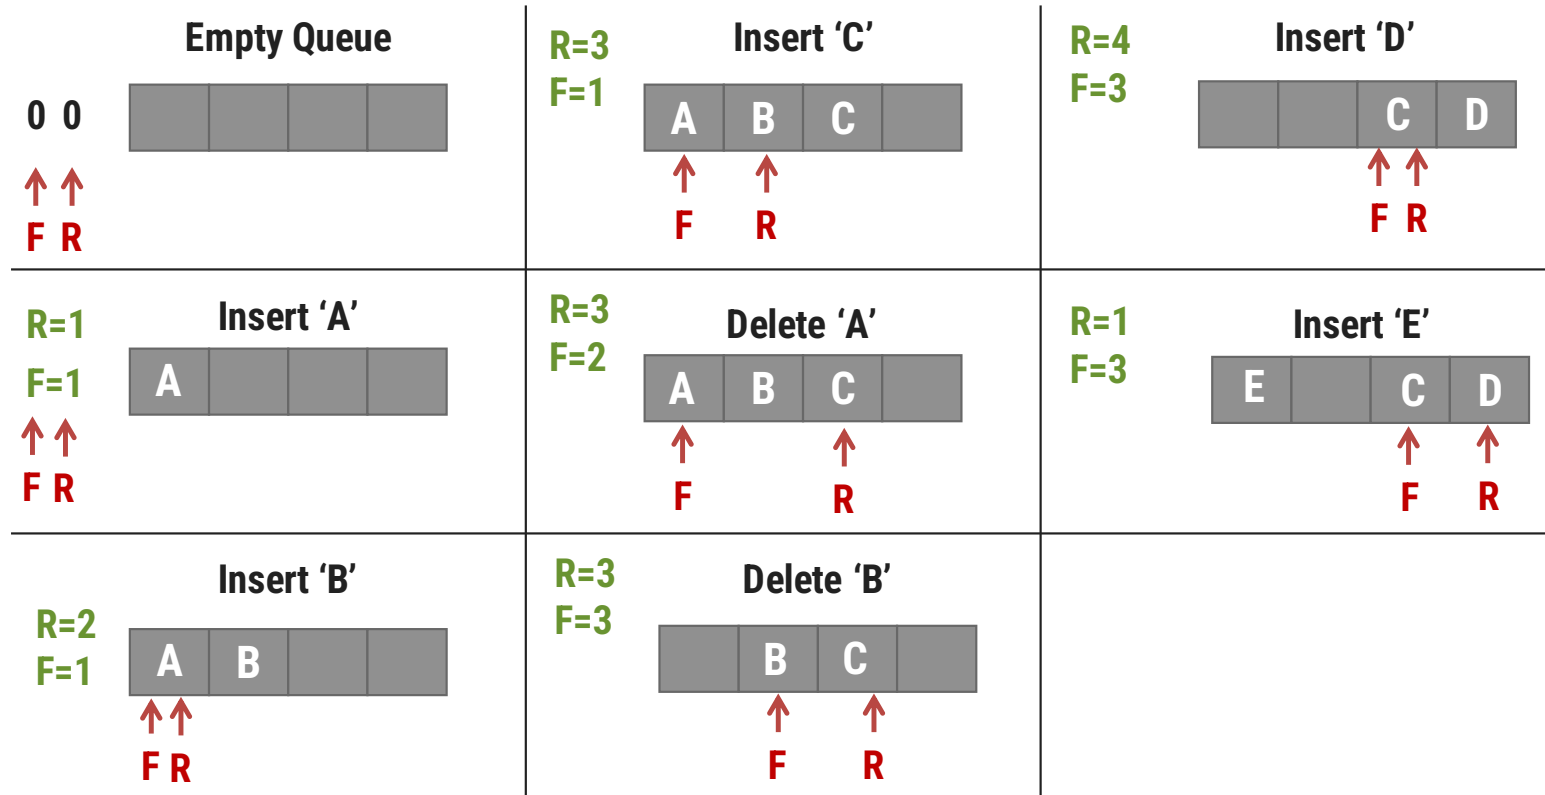 Empty Queue
0 0
F R
R=1
F=1
Insert ‘A’
A
F R
Insert ‘B’
R=2
F=1
A B
F R
R=3
F=1
Insert ‘C’
A B C
F R
R=3
F=2
Delete ‘A’
A B C
F R
R=3
F=3
Delete ‘B’
B C
F R
R=4
F=3
Insert ‘D’
C D
F R
R=1
F=3
Insert ‘E’
E C D
F R